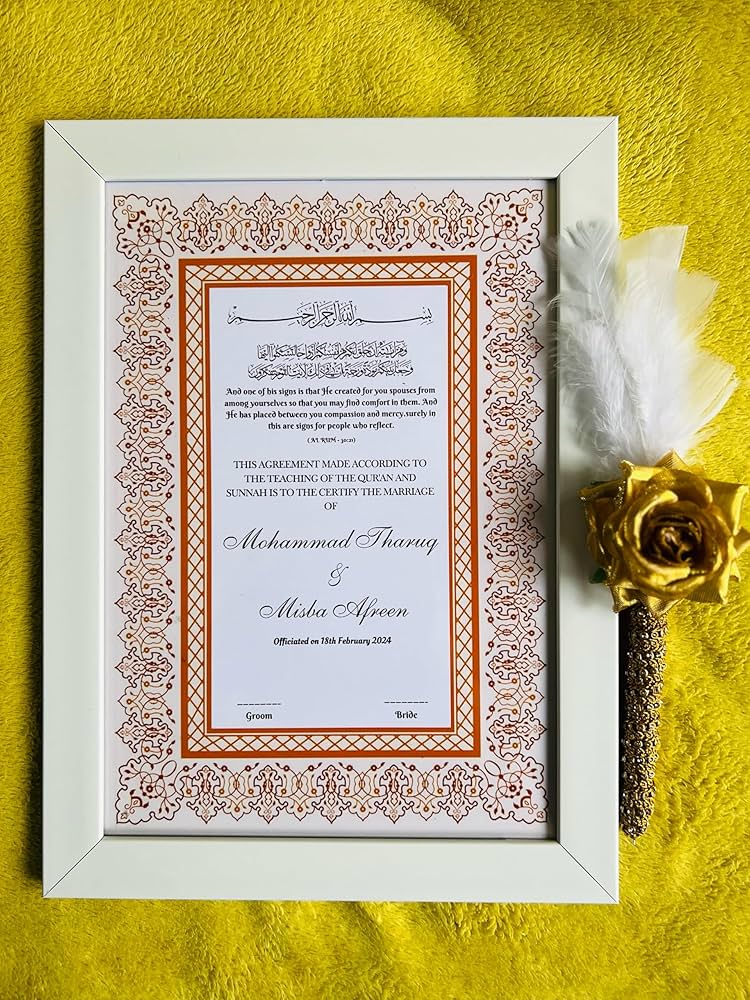 بسم الله الرحمن الرحيم
And one of his signs is that He created for you spouses from
among yourselves so that you may find comfort in them. And
He has placed between you compassion and mercy.surely in
this are signs for people who reflect.
(AL RUM - 30:21)
THIS AGREEMENT MADE ACCORDING TO
THE TEACHING OF THE QUR'AN AND
SUNNAH IS TO THE CERTIFY THE MARRIAGE
OF
Mohammad Tharuq
&
Misba Afreen
Officiated on 18th February 2024
Groom
Bride